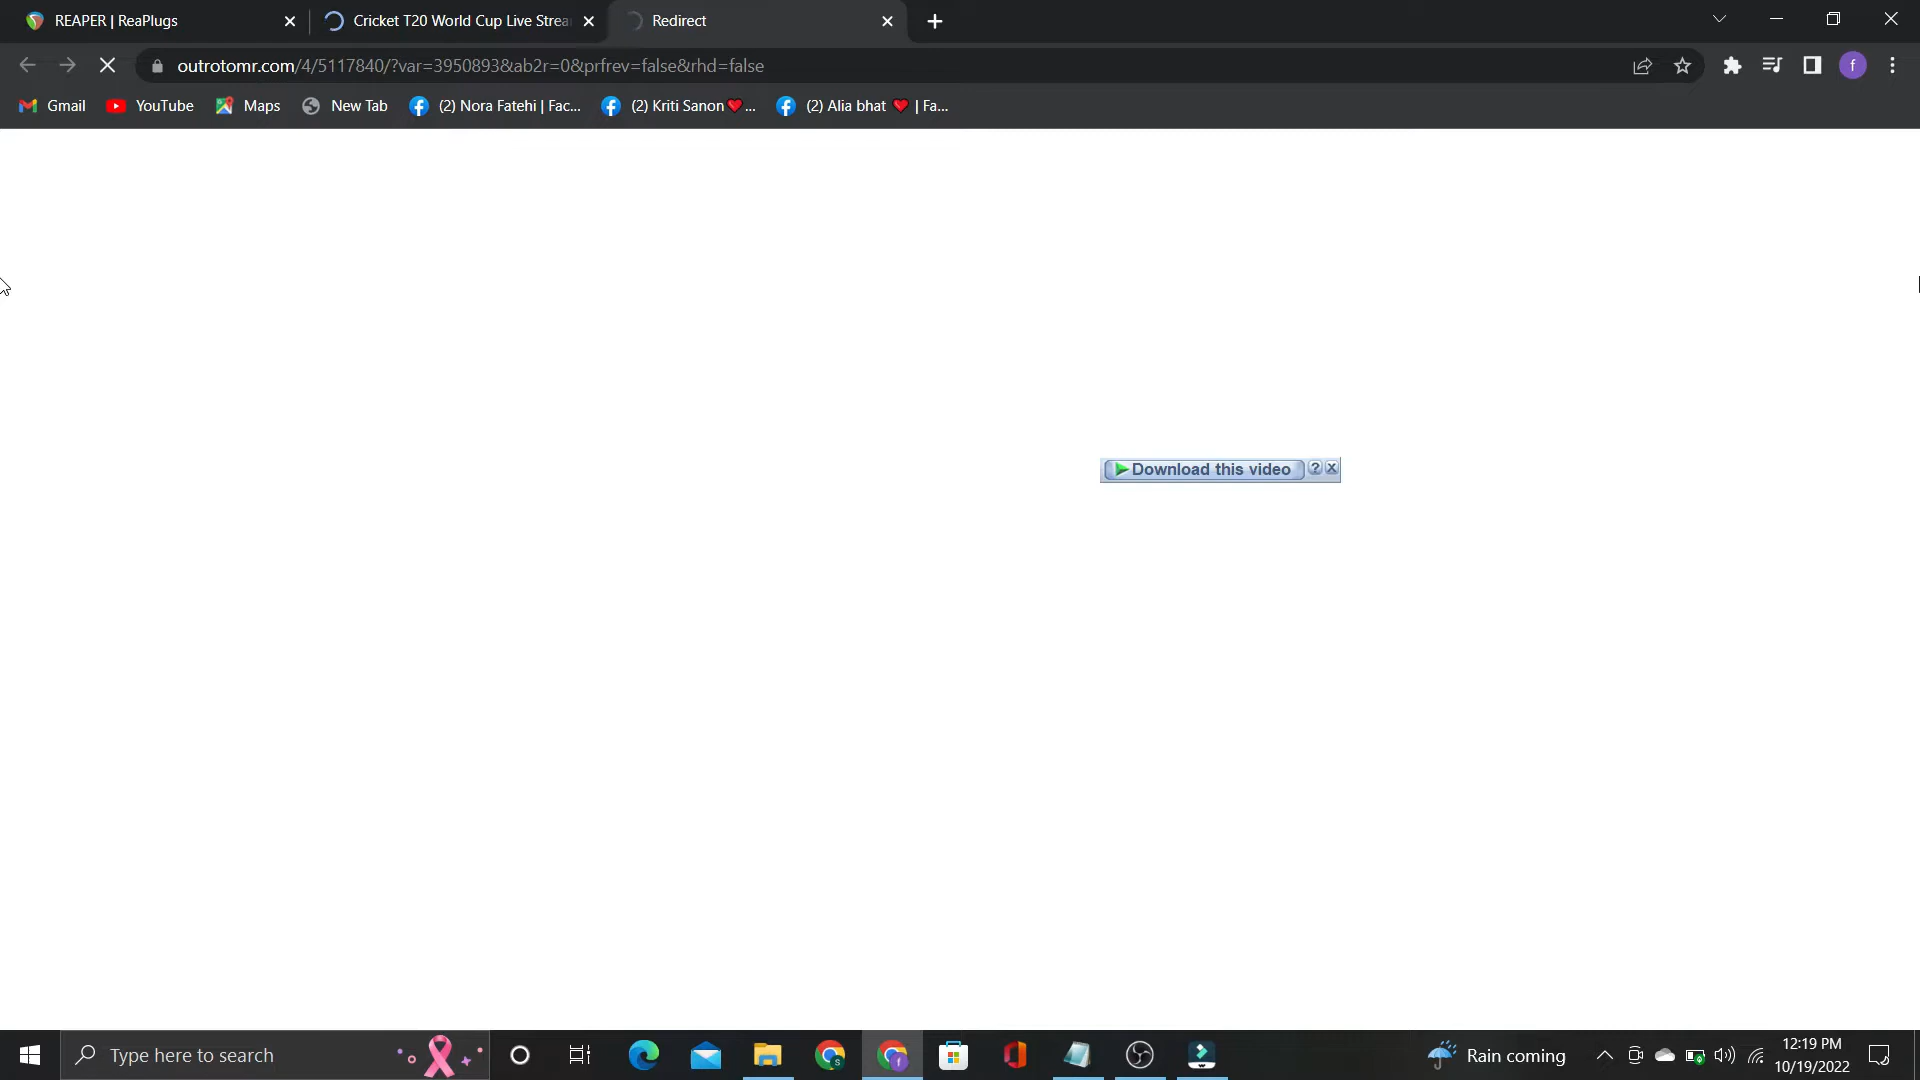 REAPER | ReaPlugs
Cricket T20 World Cup Live Strea
Redirect
outrotomr.com/4/5117840/?var=3950893&ab2r=0&prfrev=false&rhd=false
f
Gmail
YouTube
Maps
New Tab
(2) Nora Fatehi | Fac...
(2) Kriti Sanon❤️...
(2) Alia bhat ❤️ | Fa...
Download this video
?
Type here to search
s
f
Rain coming
12:19 PM
10/19/2022